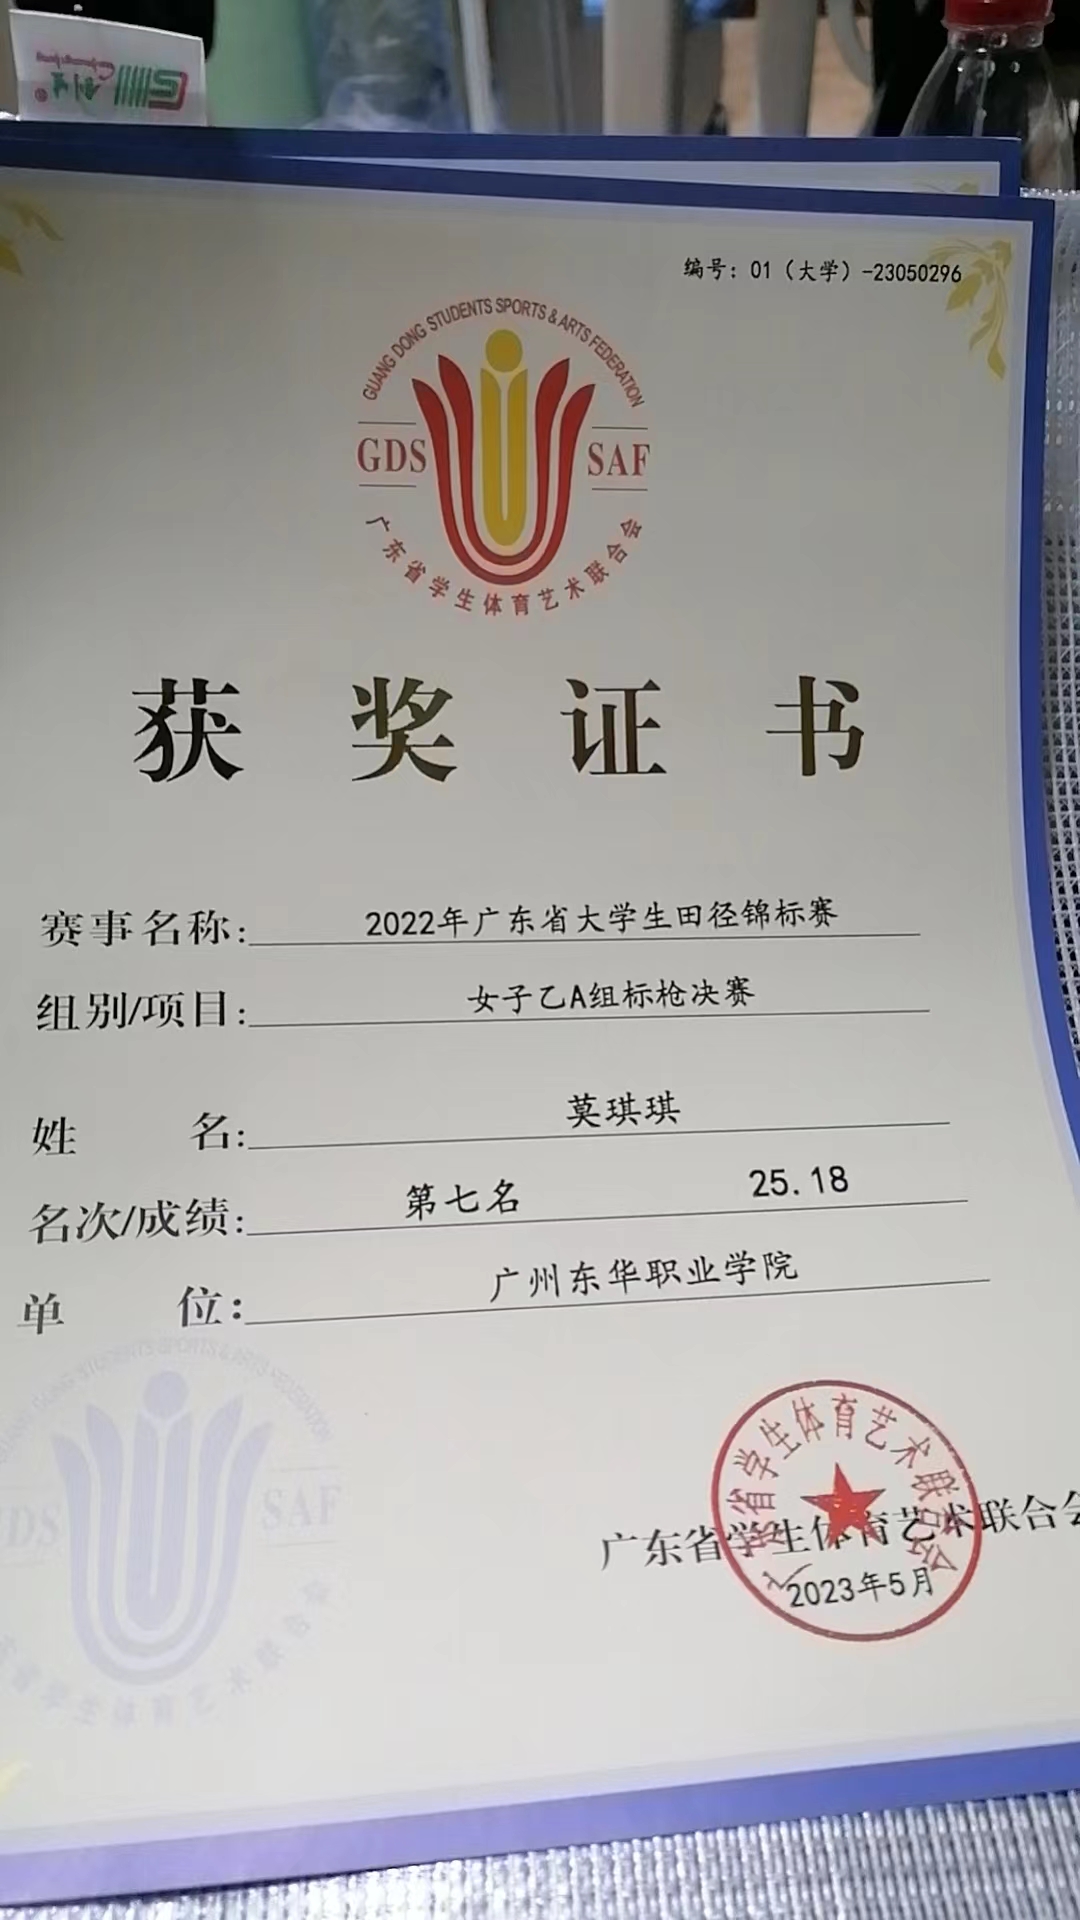 编号：01（大学）-23050296
GUANG DONG STUDENTS SPORTS & ARTS FEDERATION
GDS SAF
广东省学生体育艺术联合会
获奖证书
赛事名称: 2022年广东省大学生田径锦标赛
组别/项目: 女子乙A组标枪决赛
姓名: 莫琪琪
名次/成绩: 第七名 25.18
单位: 广州东华职业学院
广东省学生体育艺术联合会
2023年5月